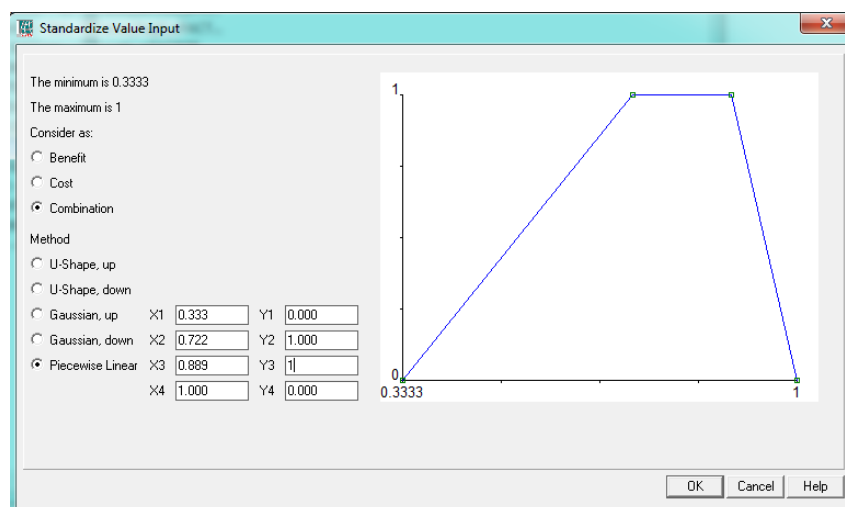 Standardize Value Input
The minimum is 0.3333
The maximum is 1
Consider as:
Benefit
Cost
Combination
Method
U-Shape, up
U-Shape, down
Gaussian, up X1 0.333 Y1 0.000
Gaussian, down X2 0.722 Y2 1.000
Piecewise Linear X3 0.889 Y3 1
X4 1.000 Y4 0.000
1
0
0.3333 1
OK Cancel Help